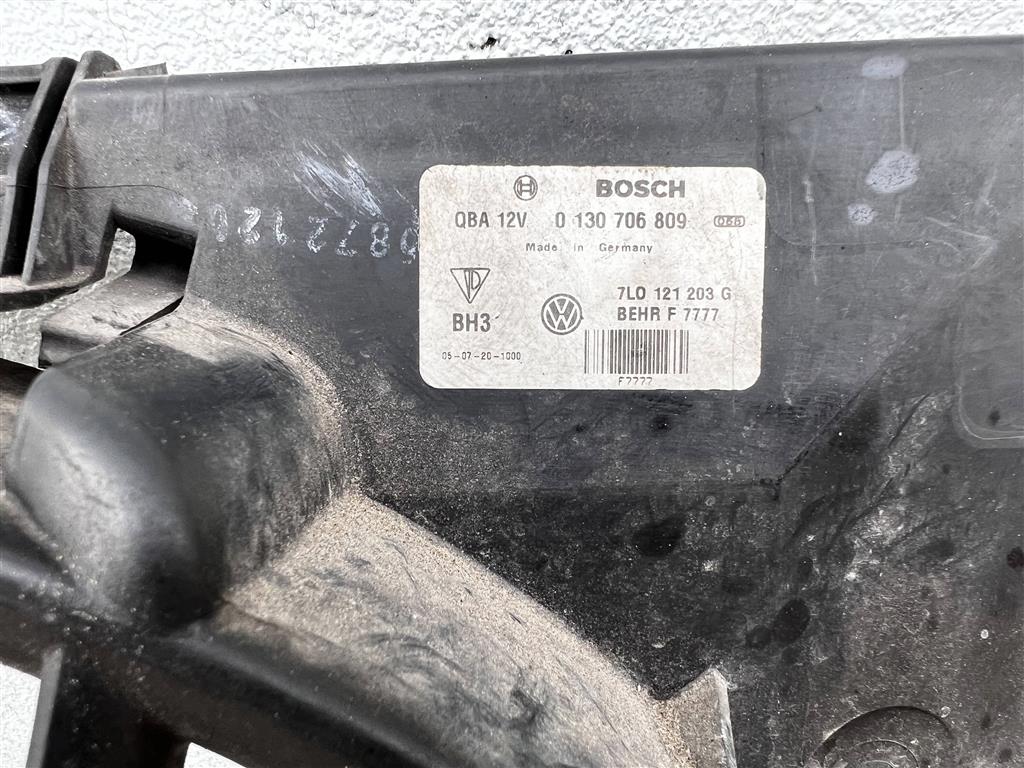 BOSCH
QBA 12V 0 130 706 809
Made in Germany
7L0 121 203 G
BH3 BEHR F 7777
05-07-20-1000
F7777